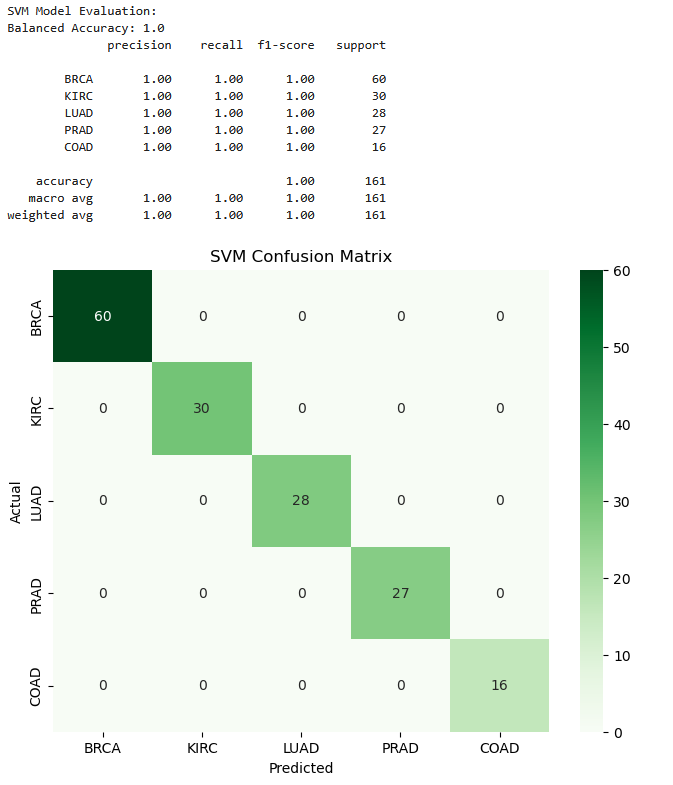 SVM Model Evaluation:
Balanced Accuracy: 1.0
precision recall f1-score support
BRCA 1.00 1.00 1.00 60
KIRC 1.00 1.00 1.00 30
LUAD 1.00 1.00 1.00 28
PRAD 1.00 1.00 1.00 27
COAD 1.00 1.00 1.00 16
accuracy 1.00 161
macro avg 1.00 1.00 1.00 161
weighted avg 1.00 1.00 1.00 161
SVM Confusion Matrix
BRCA 60 0 0 0 0
KIRC 0 30 0 0 0
LUAD 0 0 28 0 0
PRAD 0 0 0 27 0
COAD 0 0 0 0 16
Actual
BRCA KIRC LUAD PRAD COAD
Predicted
60
50
40
30
20
10
0